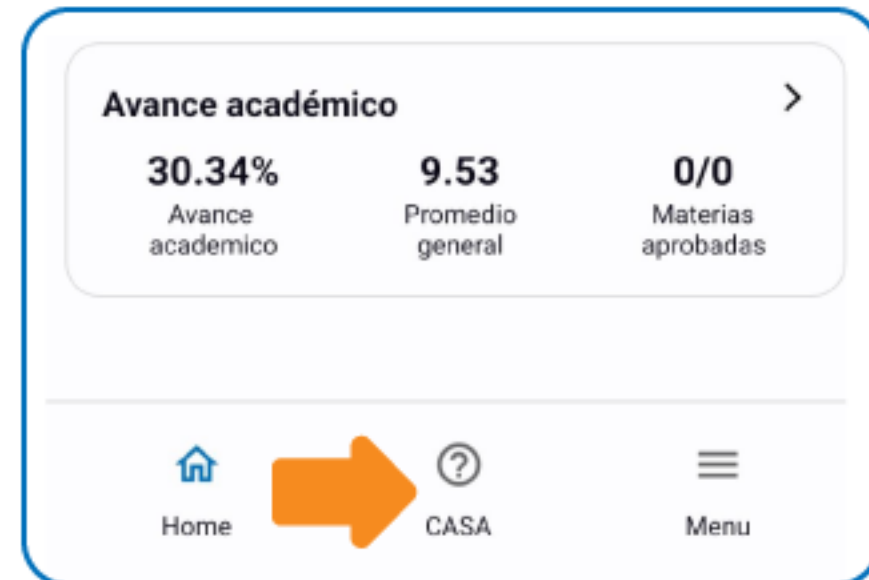 Avance académico
30.34% 9.53 0/0
Avance Promedio Materias
academico general aprobadas
Home CASA Menu